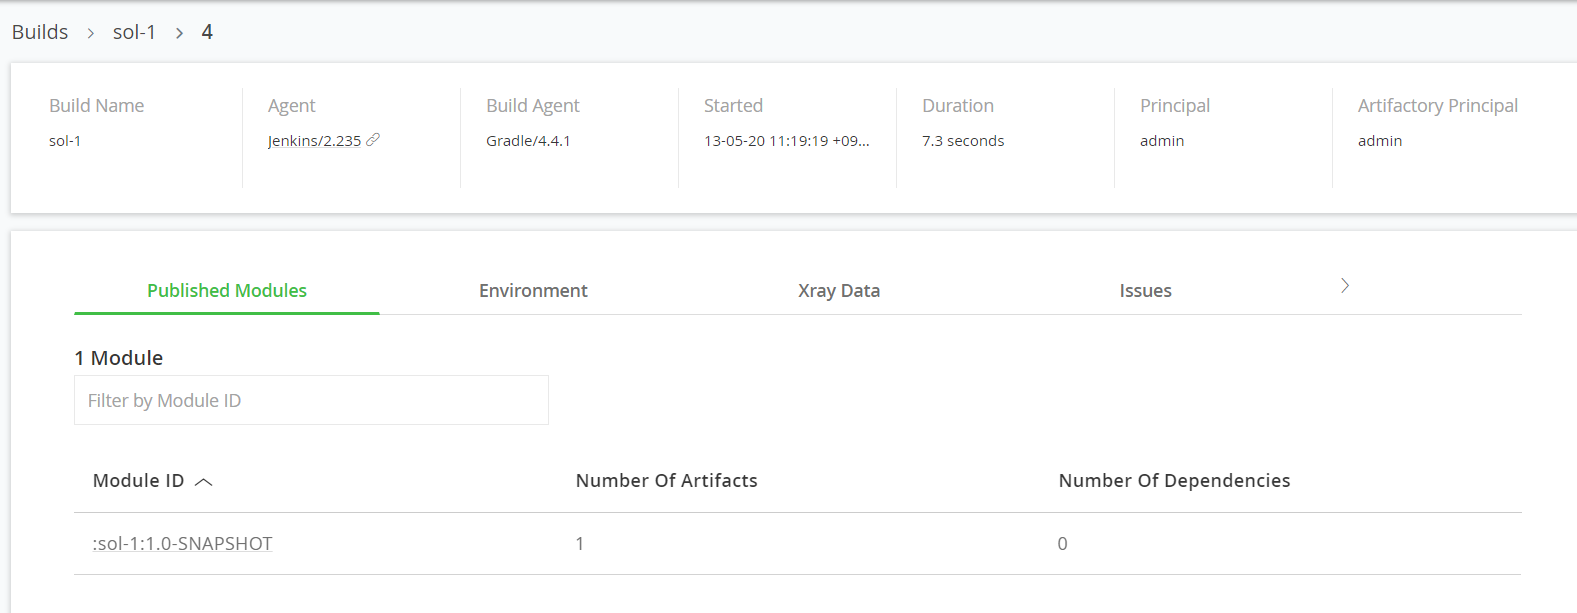 Builds > sol-1 > 4
Build Name Agent Build Agent Started Duration Principal Artifactory Principal
sol-1 Jenkins/2.235 Gradle/4.4.1 13-05-20 11:19:19 +09... 7.3 seconds admin admin
Published Modules Environment Xray Data Issues
1 Module
Filter by Module ID
Module ID Number Of Artifacts Number Of Dependencies
:sol-1:1.0-SNAPSHOT 1 0